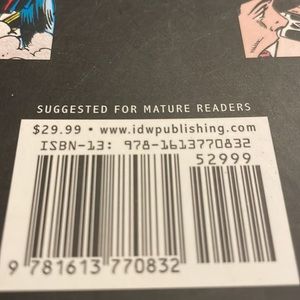 SUGGESTED FOR MATURE READERS
$29.99 • www.idwpublishing.com
ISBN-13: 978-1613770832
52999
9 781613 770832